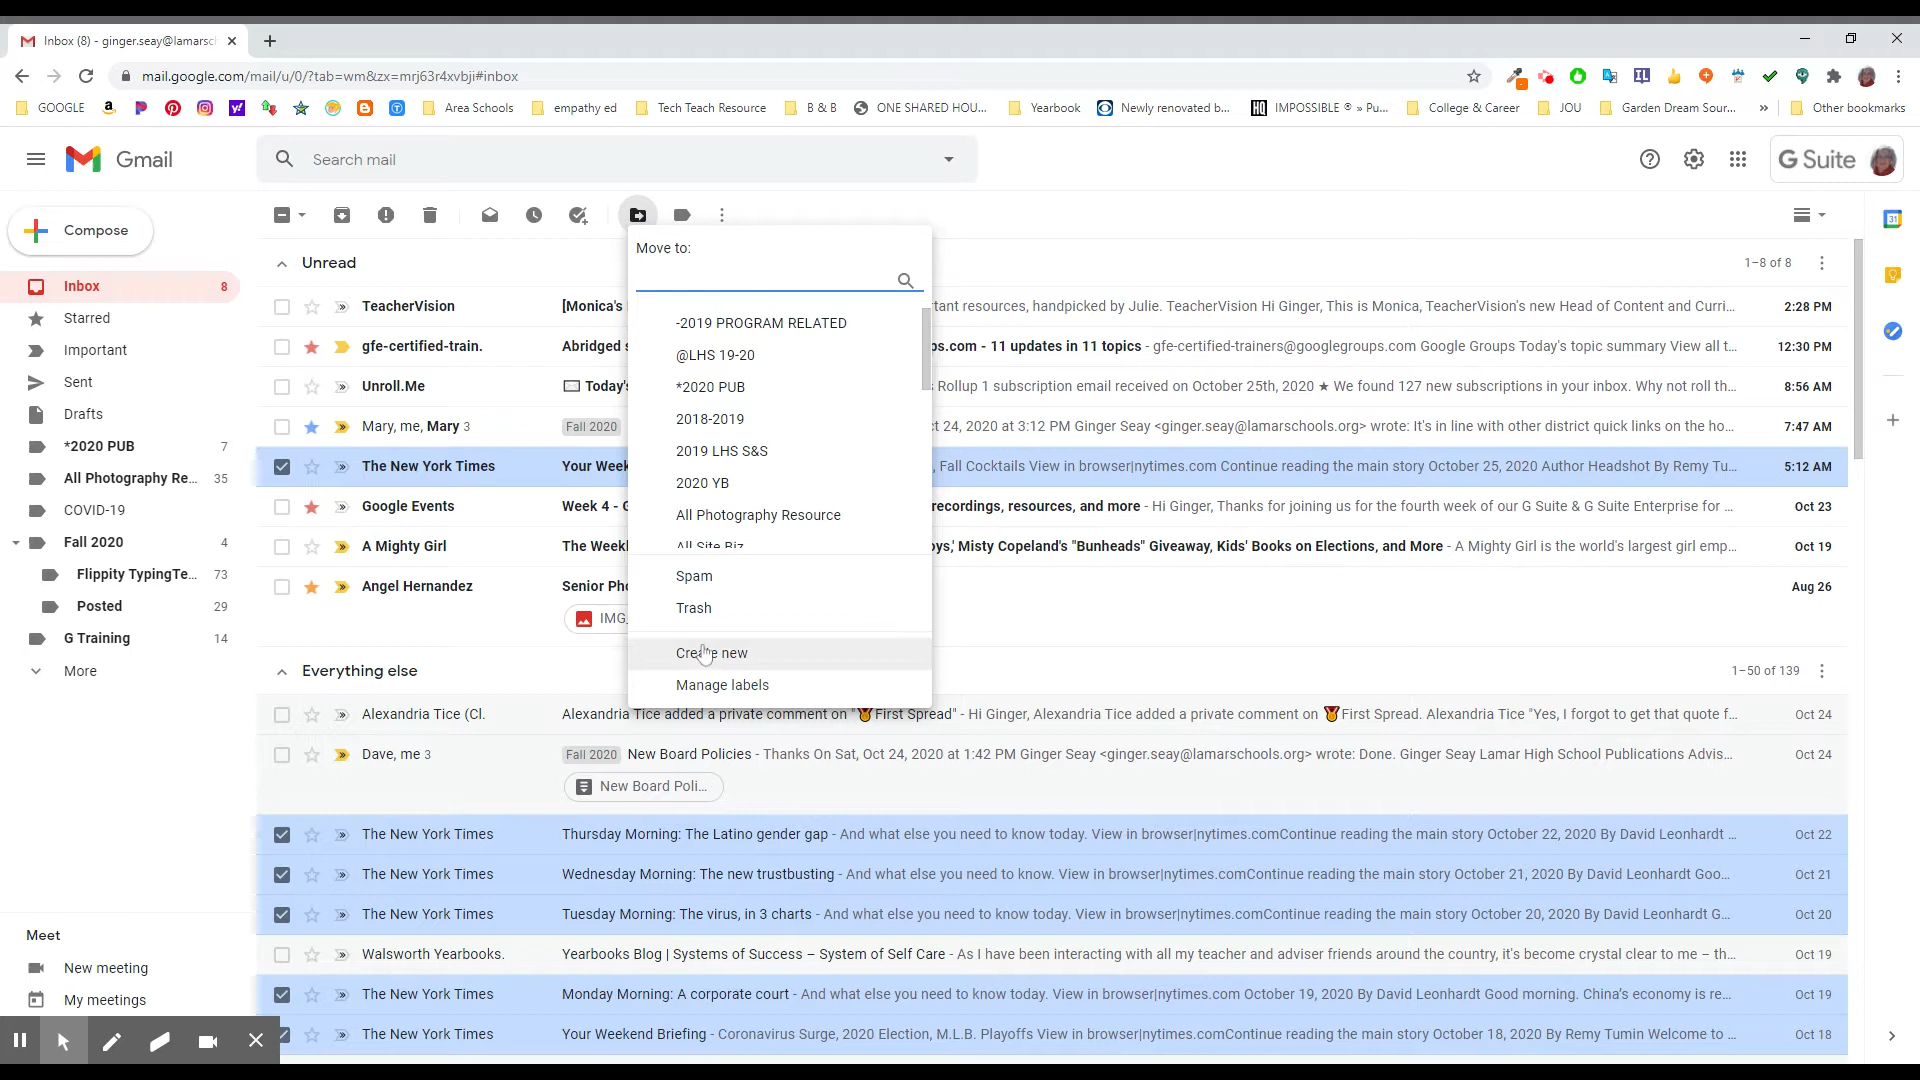 Inbox (8) - ginger.seay@lamarsc
mail.google.com/mail/u/0/?tab=wm&zx=mrj63r4xvbji#inbox
GOOGLE Area Schools empathy ed Tech Teach Resource B & B ONE SHARED HOU... Yearbook Newly renovated b... IMPOSSIBLE ® » Pu... College & Career JOU Garden Dream Sour... » Other bookmarks
Gmail
Search mail
G Suite
Compose
Move to:
Inbox 8
Starred
Important
Sent
Drafts
*2020 PUB 7
All Photography Re... 35
COVID-19
Fall 2020 4
Flippity TypingTe... 73
Posted 29
G Training 14
More
Meet
New meeting
My meetings
-2019 PROGRAM RELATED
@LHS 19-20
*2020 PUB
2018-2019
2019 LHS S&S
2020 YB
All Photography Resource
All Site Biz
Spam
Trash
Create new
Manage labels
Unread 1–8 of 8
TeacherVision [Monica's tant resources, handpicked by Julie. TeacherVision Hi Ginger, This is Monica, TeacherVision's new Head of Content and Curri... 2:28 PM
gfe-certified-train. Abridged s ps.com - 11 updates in 11 topics - gfe-certified-trainers@googlegroups.com Google Groups Today's topic summary View all t... 12:30 PM
Unroll.Me Today's Rollup 1 subscription email received on October 25th, 2020 ★ We found 127 new subscriptions in your inbox. Why not roll th... 8:56 AM
Mary, me, Mary 3 Fall 2020 t 24, 2020 at 3:12 PM Ginger Seay <ginger.seay@lamarschools.org> wrote: It's in line with other district quick links on the ho... 7:47 AM
The New York Times Your Week , Fall Cocktails View in browser|nytimes.com Continue reading the main story October 25, 2020 Author Headshot By Remy Tu... 5:12 AM
Google Events Week 4 - G recordings, resources, and more - Hi Ginger, Thanks for joining us for the fourth week of our G Suite & G Suite Enterprise for ... Oct 23
A Mighty Girl The Weekl oys,' Misty Copeland's "Bunheads" Giveaway, Kids' Books on Elections, and More - A Mighty Girl is the world's largest girl emp... Oct 19
Angel Hernandez Senior Pho Aug 26
IMG_
Everything else 1–50 of 139
Alexandria Tice (Cl. Alexandria Tice added a private comment on "🏅First Spread" - Hi Ginger, Alexandria Tice added a private comment on 🏅First Spread. Alexandria Tice "Yes, I forgot to get that quote f... Oct 24
Dave, me 3 Fall 2020 New Board Policies - Thanks On Sat, Oct 24, 2020 at 1:42 PM Ginger Seay <ginger.seay@lamarschools.org> wrote: Done. Ginger Seay Lamar High School Publications Advis... Oct 24
New Board Poli...
The New York Times Thursday Morning: The Latino gender gap - And what else you need to know today. View in browser|nytimes.comContinue reading the main story October 22, 2020 By David Leonhardt ... Oct 22
The New York Times Wednesday Morning: The new trustbusting - And what else you need to know. View in browser|nytimes.comContinue reading the main story October 21, 2020 By David Leonhardt Goo... Oct 21
The New York Times Tuesday Morning: The virus, in 3 charts - And what else you need to know today. View in browser|nytimes.comContinue reading the main story October 20, 2020 By David Leonhardt G... Oct 20
Walsworth Yearbooks. Yearbooks Blog | Systems of Success – System of Self Care - As I have been interacting with all my teacher and adviser friends around the country, it's become crystal clear to me – th... Oct 19
The New York Times Monday Morning: A corporate court - And what else you need to know today. View in browser|nytimes.com October 19, 2020 By David Leonhardt Good morning. China's economy is re... Oct 19
The New York Times Your Weekend Briefing - Coronavirus Surge, 2020 Election, M.L.B. Playoffs View in browser|nytimes.comContinue reading the main story October 18, 2020 By Remy Tumin Welcome to ... Oct 18